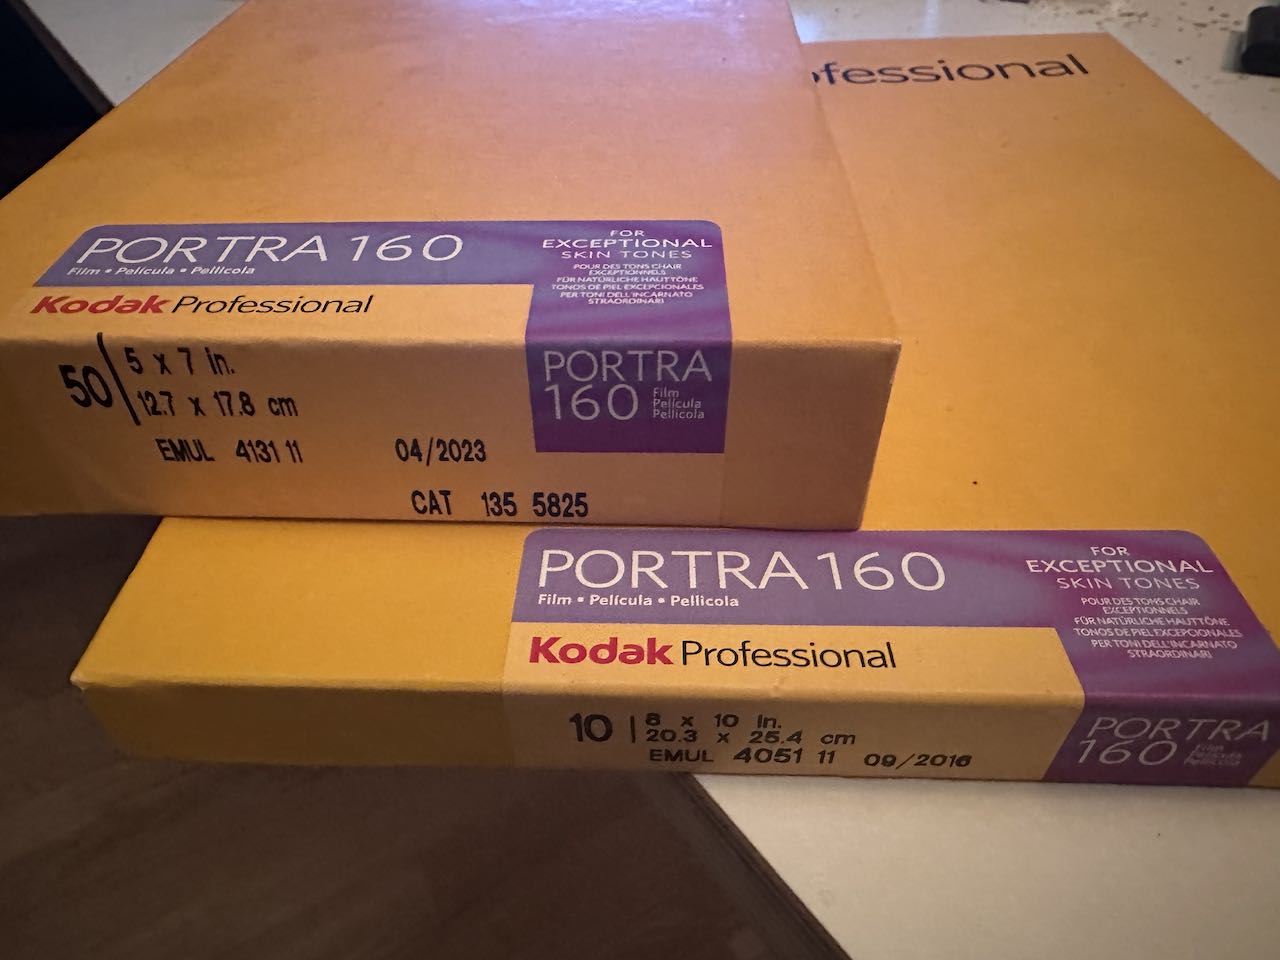 ofessional
PORTRA 160
Film • Película • Pellicola
Kodak Professional
FOR
EXCEPTIONAL
SKIN TONES
POUR DES TONS CHAIR
EXCEPTIONNELS
FÜR NATÜRLICHE HAUTTÖNE
TONOS DE PIEL EXCEPCIONALES
PER TONI DELL'INCARNATO
STRAORDINARI
50
5 x 7 in.
12.7 x 17.8 cm
EMUL 4131 11 04/2023
CAT 135 5825
PORTRA
160
Film
Película
Pellicola
PORTRA 160
Film • Película • Pellicola
Kodak Professional
FOR
EXCEPTIONAL
SKIN TONES
POUR DES TONS CHAIR
EXCEPTIONNELS
FÜR NATÜRLICHE HAUTTÖNE
TONOS DE PIEL EXCEPCIONALES
PER TONI DELL'INCARNATO
STRAORDINARI
10
8 x 10 in.
20.3 x 25.4 cm
EMUL 4051 11 09/2016
PORTRA
160
Film
Película
Pellicola